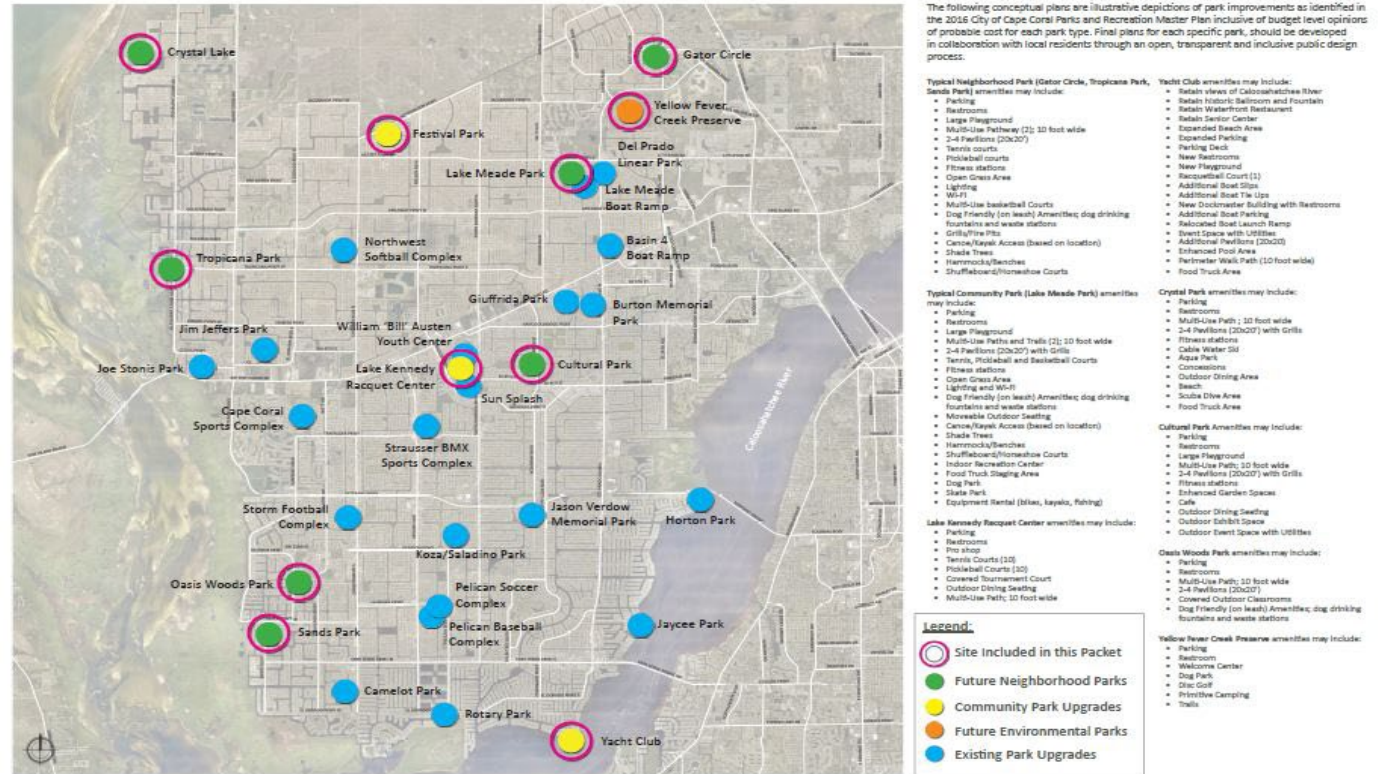 The following conceptual plans are illustrative depictions of park improvements as identified in
the 2016 City of Cape Coral Parks and Recreation Master Plan inclusive of budget level opinions
of probable cost for each park type. Final plans for each specific park, should be developed
in collaboration with local residents through an open, transparent and inclusive public design
process.
Crystal Lake
Gator Circle
Yellow Fever
Creek Preserve
Festival Park
Del Prado
Linear Park
Lake Meade Park
Lake Meade
Boat Ramp
Northwest
Softball Complex
Basin 4
Boat Ramp
Tropicana Park
Giuffrida Park
Burton Memorial
Park
William 'Bill' Austen
Youth Center
Jim Jeffers Park
Joe Stonis Park
Lake Kennedy
Racquet Center
Cultural Park
Sun Splash
Cape Coral
Sports Complex
Strausser BMX
Sports Complex
Caloosahatchee River
Storm Football
Complex
Jason Verdow
Memorial Park
Horton Park
Koza/Saladino Park
Oasis Woods Park
Pelican Soccer
Complex
Pelican Baseball
Complex
Sands Park
Jaycee Park
Camelot Park
Rotary Park
Yacht Club
Typical Neighborhood Park (Gator Circle, Tropicana Park,
Sands Park) amenities may include:
• Parking
• Restrooms
• Large Playground
• Multi-Use Pathway (2); 10 foot wide
• 2-4 Pavilions (20x20')
• Tennis courts
• Pickleball courts
• Fitness stations
• Open Grass Area
• Lighting
• Wi-Fi
• Multi-Use basketball Courts
• Dog Friendly (on leash) Amenities; dog drinking
fountains and waste stations
• Grills/Fire Pits
• Canoe/Kayak Access (based on location)
• Shade Trees
• Hammocks/Benches
• Shuffleboard/Horseshoe Courts
Typical Community Park (Lake Meade Park) amenities
may include:
• Parking
• Restrooms
• Large Playground
• Multi-Use Paths and Trails (2); 10 foot wide
• 2-4 Pavilions (20x20') with Grills
• Tennis, Pickleball and Basketball Courts
• Fitness stations
• Open Grass Area
• Lighting and Wi-Fi
• Dog Friendly (on leash) Amenities; dog drinking
fountains and waste stations
• Moveable Outdoor Seating
• Canoe/Kayak Access (based on location)
• Shade Trees
• Hammocks/Benches
• Shuffleboard/Horseshoe Courts
• Indoor Recreation Center
• Food Truck Staging Area
• Dog Park
• Skate Park
• Equipment Rental (bikes, kayaks, fishing)
Lake Kennedy Racquet Center amenities may include:
• Parking
• Restrooms
• Pro shop
• Tennis Courts (10)
• Pickleball Courts (10)
• Covered Tournament Court
• Outdoor Dining Seating
• Multi-Use Path; 10 foot wide
Yacht Club amenities may include:
• Retain views of Caloosahatchee River
• Retain historic Ballroom and Fountain
• Retain Waterfront Restaurant
• Retain Senior Center
• Expanded Beach Area
• Expanded Parking
• Parking Deck
• New Restrooms
• New Playground
• Racquetball Court (1)
• Additional Boat Slips
• Additional Boat Tie Ups
• New Dockmaster Building with Restrooms
• Additional Boat Parking
• Relocated Boat Launch Ramp
• Event Space with Utilities
• Additional Pavilions (20x20)
• Enhanced Pool Area
• Perimeter Walk Path (10 foot wide)
• Food Truck Area
Crystal Park amenities may include:
• Parking
• Restrooms
• Multi-Use Path ; 10 foot wide
• 2-4 Pavilions (20x20') with Grills
• Fitness stations
• Cable Water Ski
• Aqua Park
• Concessions
• Outdoor Dining Area
• Beach
• Scuba Dive Area
• Food Truck Area
Cultural Park Amenities may include:
• Parking
• Restrooms
• Large Playground
• Multi-Use Path; 10 foot wide
• 2-4 Pavilions (20x20') with Grills
• Fitness stations
• Enhanced Garden Spaces
• Cafe
• Outdoor Dining Seating
• Outdoor Exhibit Space
• Outdoor Event Space with Utilities
Oasis Woods Park amenities may include:
• Parking
• Restrooms
• Multi-Use Path; 10 foot wide
• 2-4 Pavilions (20x20')
• Covered Outdoor Classrooms
• Dog Friendly (on leash) Amenities; dog drinking
fountains and waste stations
Yellow Fever Creek Preserve amenities may include:
• Parking
• Restroom
• Welcome Center
• Dog Park
• Disc Golf
• Primitive Camping
• Trails
Legend:
Site Included in this Packet
Future Neighborhood Parks
Community Park Upgrades
Future Environmental Parks
Existing Park Upgrades